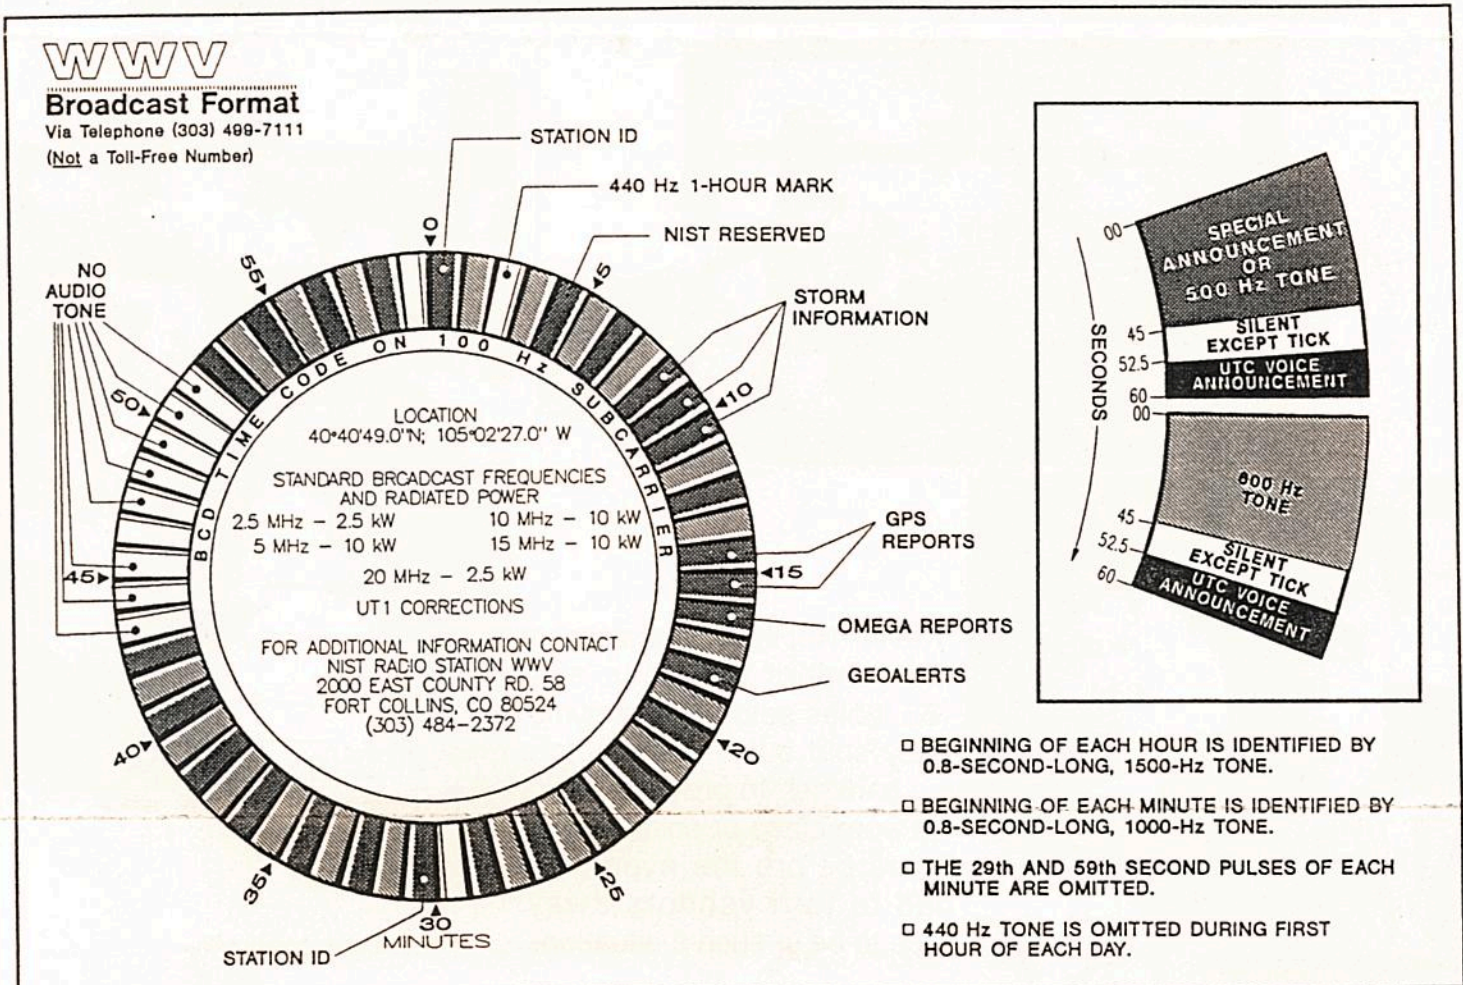 WWV
Broadcast Format
Via Telephone (303) 499-7111
(Not a Toll-Free Number)
STATION ID
440 Hz 1-HOUR MARK
NIST RESERVED
STORM
INFORMATION
GPS
REPORTS
OMEGA REPORTS
GEOALERTS
NO
AUDIO
TONE
0
5
10
15
20
25
30
35
40
45
50
55
MINUTES
STATION ID
BCD TIME CODE ON 100 Hz SUBCARRIER
LOCATION
40°40'49.0"N; 105°02'27.0" W
STANDARD BROADCAST FREQUENCIES
AND RADIATED POWER
2.5 MHz – 2.5 kW 10 MHz – 10 kW
5 MHz – 10 kW 15 MHz – 10 kW
20 MHz – 2.5 kW
UT1 CORRECTIONS
FOR ADDITIONAL INFORMATION CONTACT
NIST RADIO STATION WWV
2000 EAST COUNTY RD. 58
FORT COLLINS, CO 80524
(303) 484–2372
SECONDS
00
SPECIAL
ANNOUNCEMENT
OR
500 Hz TONE
45
SILENT
EXCEPT TICK
52.5
UTC VOICE
ANNOUNCEMENT
60
00
600 Hz
TONE
45
SILENT
EXCEPT TICK
52.5
UTC VOICE
ANNOUNCEMENT
60
□ BEGINNING OF EACH HOUR IS IDENTIFIED BY
0.8-SECOND-LONG, 1500-Hz TONE.
□ BEGINNING OF EACH MINUTE IS IDENTIFIED BY
0.8-SECOND-LONG, 1000-Hz TONE.
□ THE 29th AND 59th SECOND PULSES OF EACH
MINUTE ARE OMITTED.
□ 440 Hz TONE IS OMITTED DURING FIRST
HOUR OF EACH DAY.